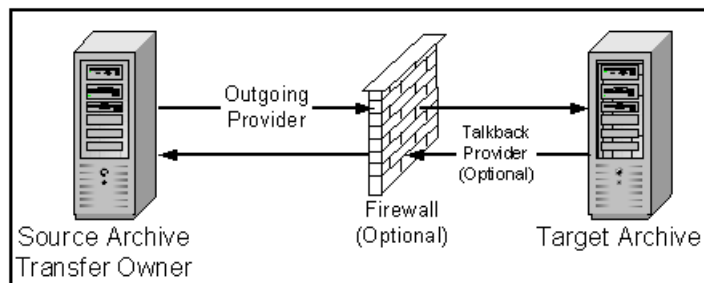 Outgoing
Provider
Talkback
Provider
(Optional)
Firewall
(Optional)
Source Archive
Transfer Owner
Target Archive